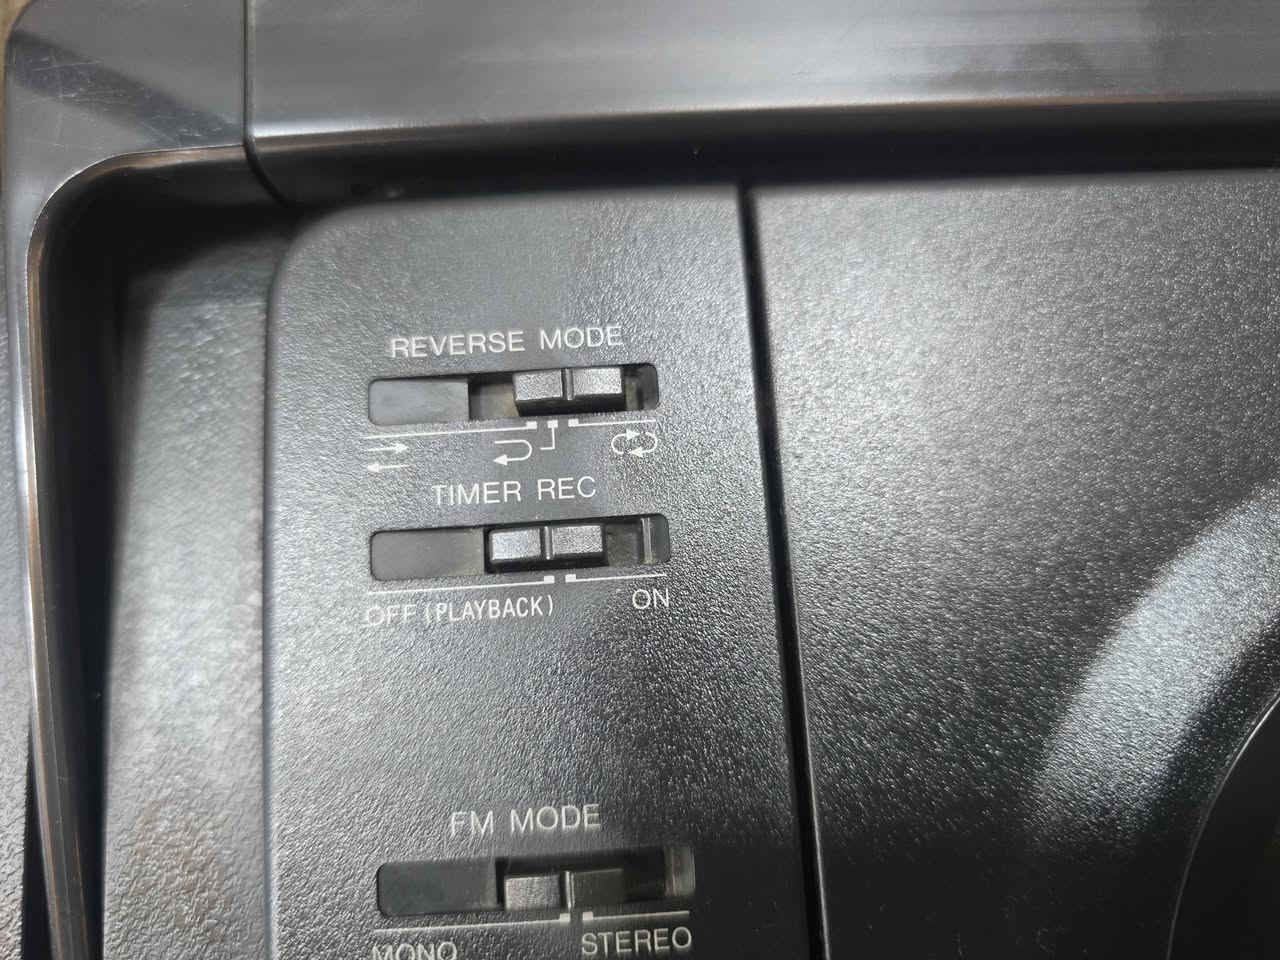 REVERSE MODE
TIMER REC
OFF (PLAYBACK) ON
FM MODE
MONO STEREO